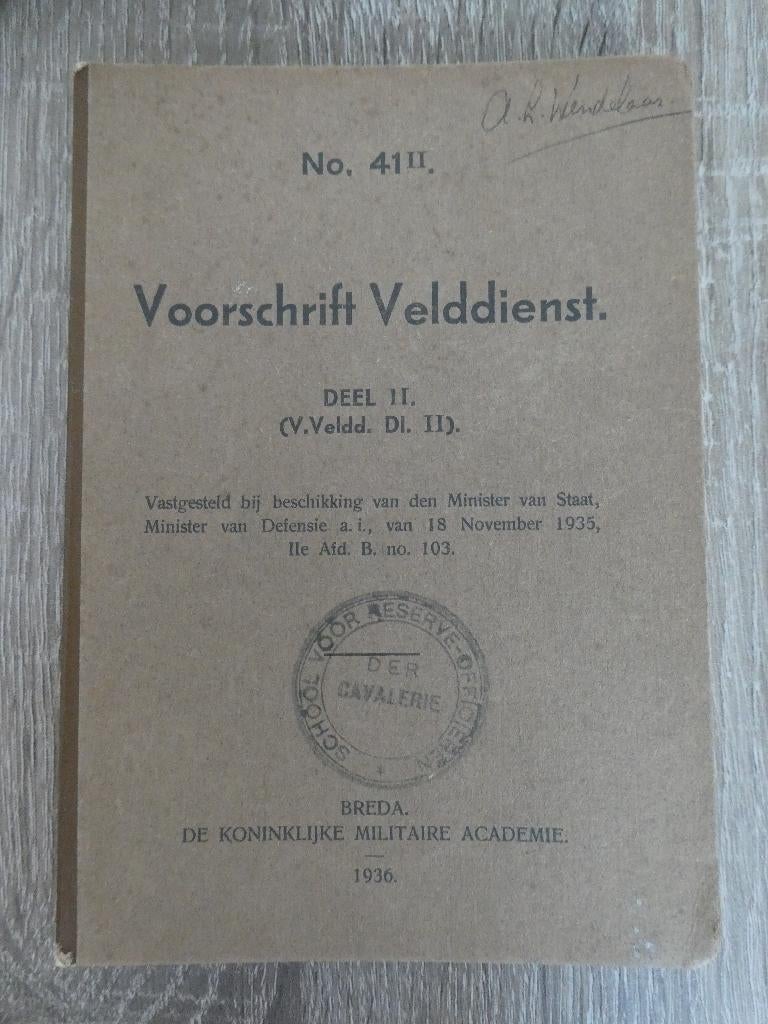 A. L. Wendelaar.
No. 41II.
Voorschrift Velddienst.
DEEL II.
(V.Veldd. Dl. II).
Vastgesteld bij beschikking van den Minister van Staat,
Minister van Defensie a. i., van 18 November 1935,
IIe Afd. B. no. 103.
SCHOOL VOOR RESERVE-OFFICIEREN
DER
CAVALERIE
*
BREDA.
DE KONINKLIJKE MILITAIRE ACADEMIE.
1936.